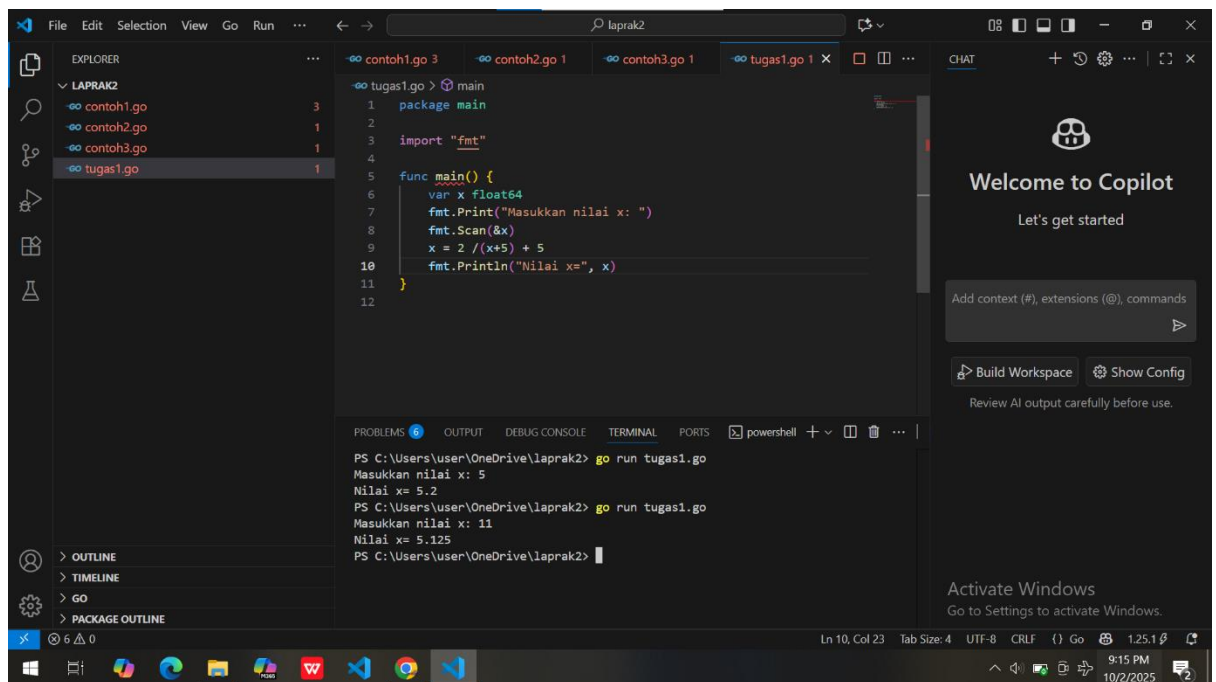 File Edit Selection View Go Run ... laprak2
EXPLORER
LAPRAK2
contoh1.go 3
contoh2.go 1
contoh3.go 1
tugas1.go 1
OUTLINE
TIMELINE
GO
PACKAGE OUTLINE
contoh1.go 3 contoh2.go 1 contoh3.go 1 tugas1.go 1
tugas1.go > main
1 package main
2
3 import "fmt"
4
5 func main() {
6 var x float64
7 fmt.Print("Masukkan nilai x: ")
8 fmt.Scan(&x)
9 x = 2 /(x+5) + 5
10 fmt.Println("Nilai x=", x)
11 }
12
PROBLEMS 6 OUTPUT DEBUG CONSOLE TERMINAL PORTS powershell
PS C:\Users\user\OneDrive\laprak2> go run tugas1.go
Masukkan nilai x: 5
Nilai x= 5.2
PS C:\Users\user\OneDrive\laprak2> go run tugas1.go
Masukkan nilai x: 11
Nilai x= 5.125
PS C:\Users\user\OneDrive\laprak2>
CHAT
Welcome to Copilot
Let's get started
Add context (#), extensions (@), commands
Build Workspace Show Config
Review AI output carefully before use.
Activate Windows
Go to Settings to activate Windows.
6 0 Ln 10, Col 23 Tab Size: 4 UTF-8 CRLF {} Go 1.25.1
9:15 PM
10/2/2025
2